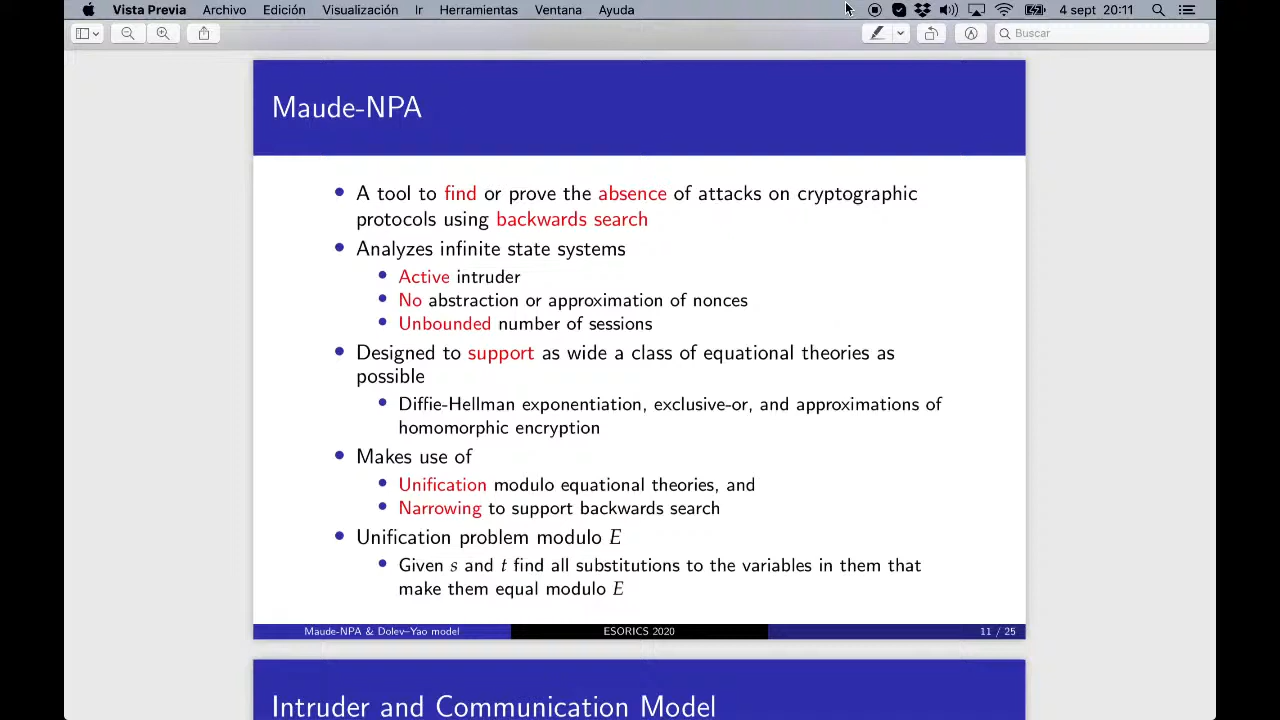 Vista Previa Archivo Edición Visualización Ir Herramientas Ventana Ayuda 4 sept 20:11
Buscar
Maude-NPA
• A tool to find or prove the absence of attacks on cryptographic
protocols using backwards search
• Analyzes infinite state systems
• Active intruder
• No abstraction or approximation of nonces
• Unbounded number of sessions
• Designed to support as wide a class of equational theories as
possible
• Diffie-Hellman exponentiation, exclusive-or, and approximations of
homomorphic encryption
• Makes use of
• Unification modulo equational theories, and
• Narrowing to support backwards search
• Unification problem modulo E
• Given s and t find all substitutions to the variables in them that
make them equal modulo E
Maude-NPA & Dolev–Yao model ESORICS 2020 11 / 25
Intruder and Communication Model